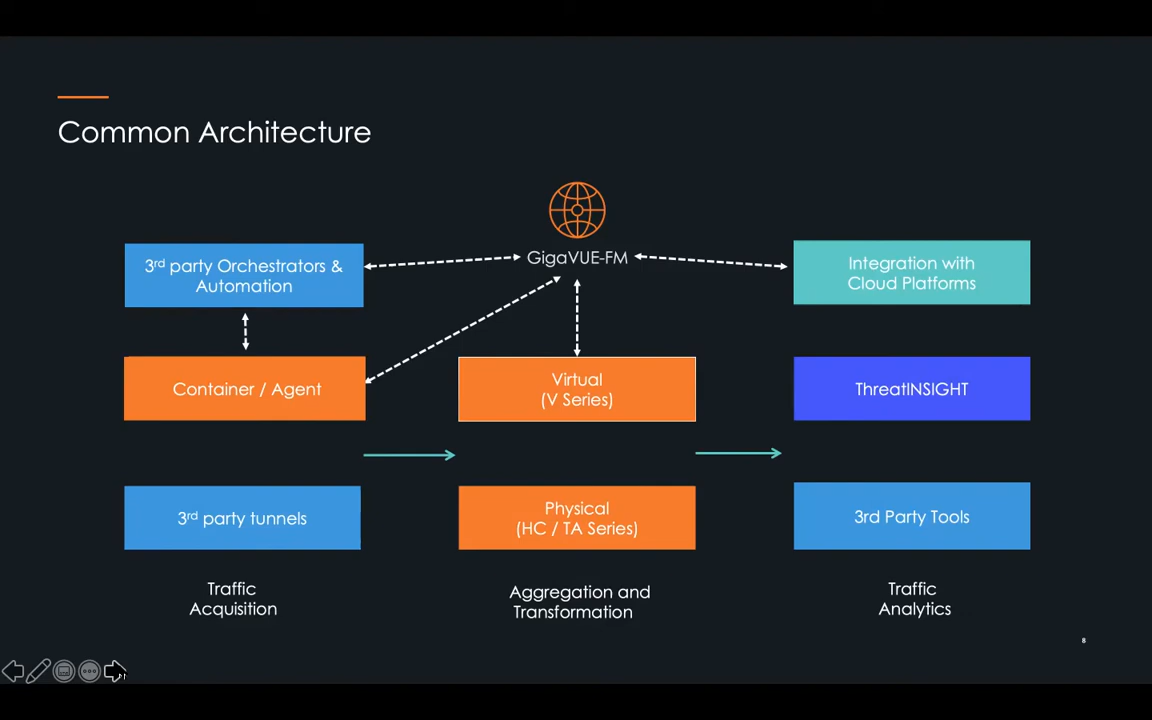 Common Architecture
GigaVUE-FM
3rd party Orchestrators &
Automation
Integration with
Cloud Platforms
Container / Agent
Virtual
(V Series)
ThreatINSIGHT
3rd party tunnels
Physical
(HC / TA Series)
3rd Party Tools
Traffic
Acquisition
Aggregation and
Transformation
Traffic
Analytics
8